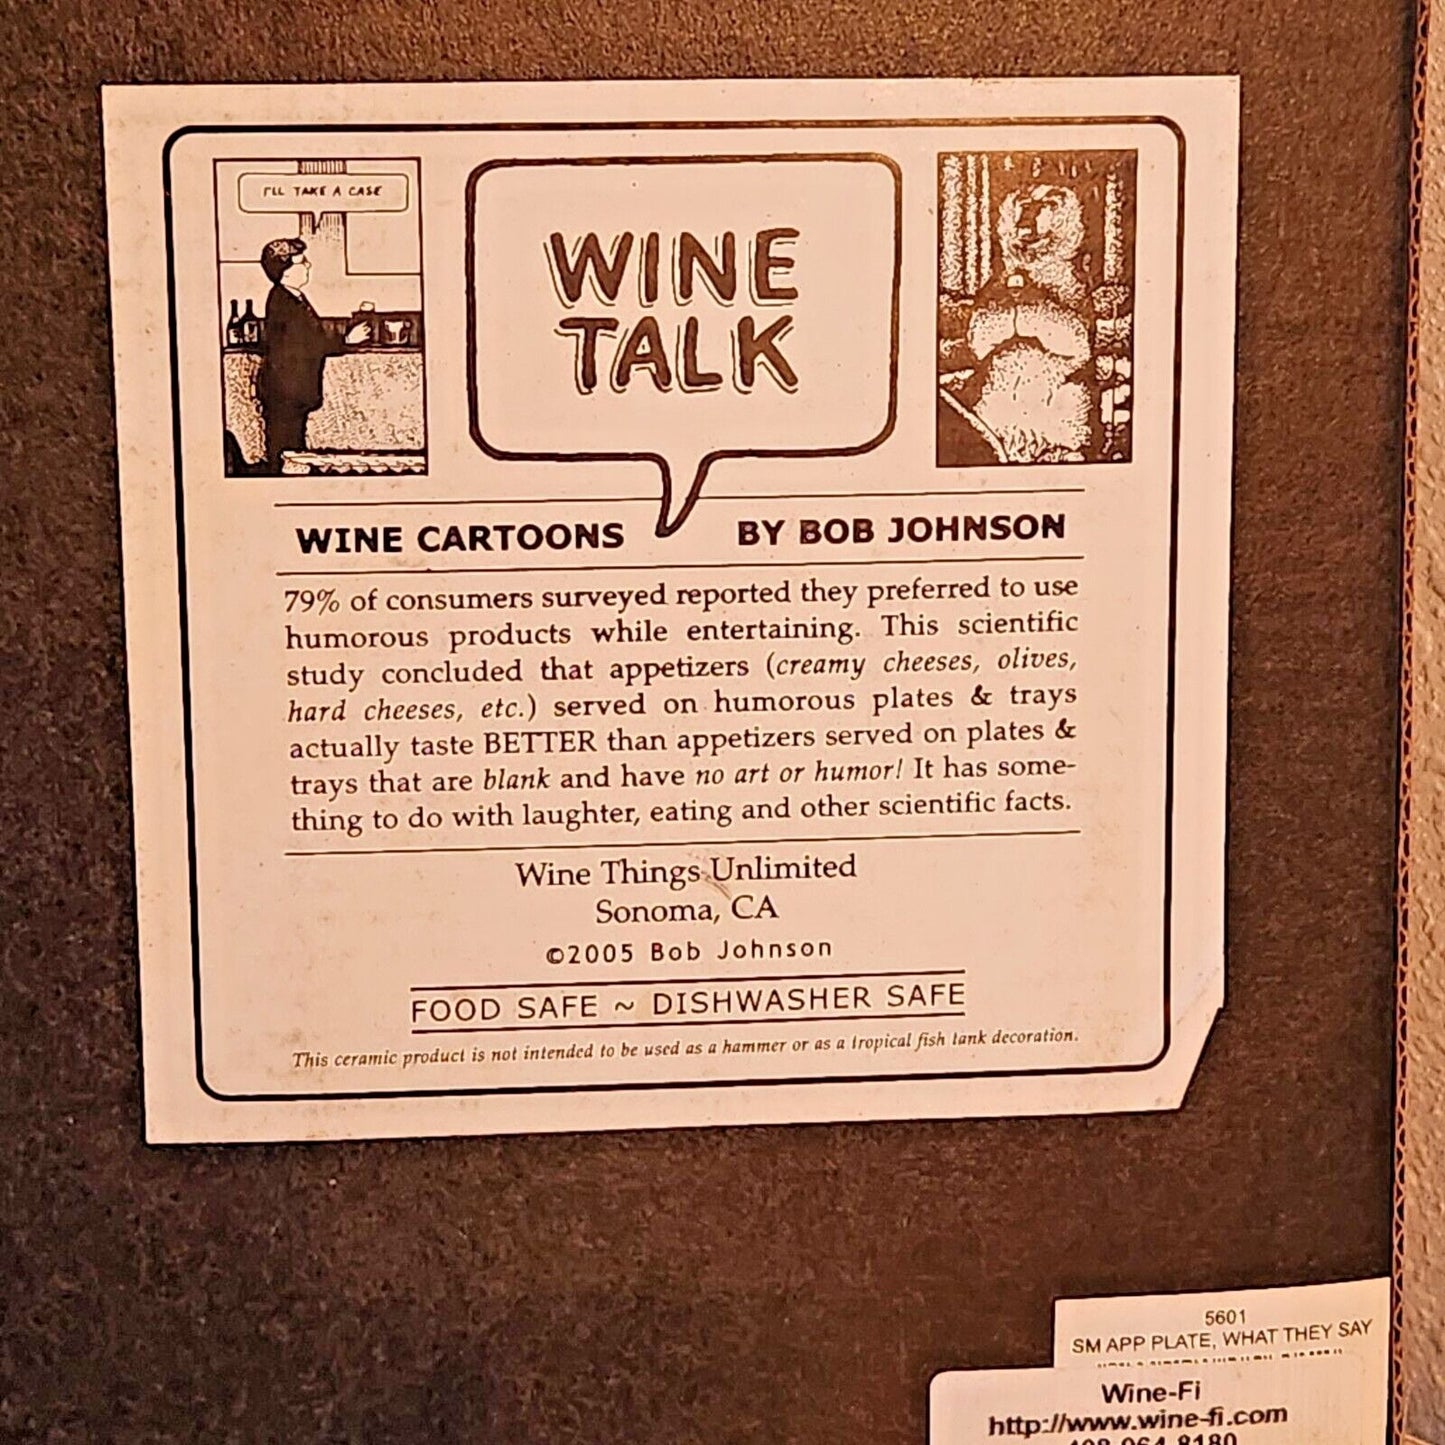 I'LL TAKE A CASE
WINE
TALK
WINE CARTOONS BY BOB JOHNSON
79% of consumers surveyed reported they preferred to use
humorous products while entertaining. This scientific
study concluded that appetizers (creamy cheeses, olives,
hard cheeses, etc.) served on humorous plates & trays
actually taste BETTER than appetizers served on plates &
trays that are blank and have no art or humor! It has some-
thing to do with laughter, eating and other scientific facts.
Wine Things Unlimited
Sonoma, CA
©2005 Bob Johnson
FOOD SAFE ~ DISHWASHER SAFE
This ceramic product is not intended to be used as a hammer or as a tropical fish tank decoration.
5601
SM APP PLATE, WHAT THEY SAY
Wine-Fi
http://www.wine-fi.com
408-964-8180